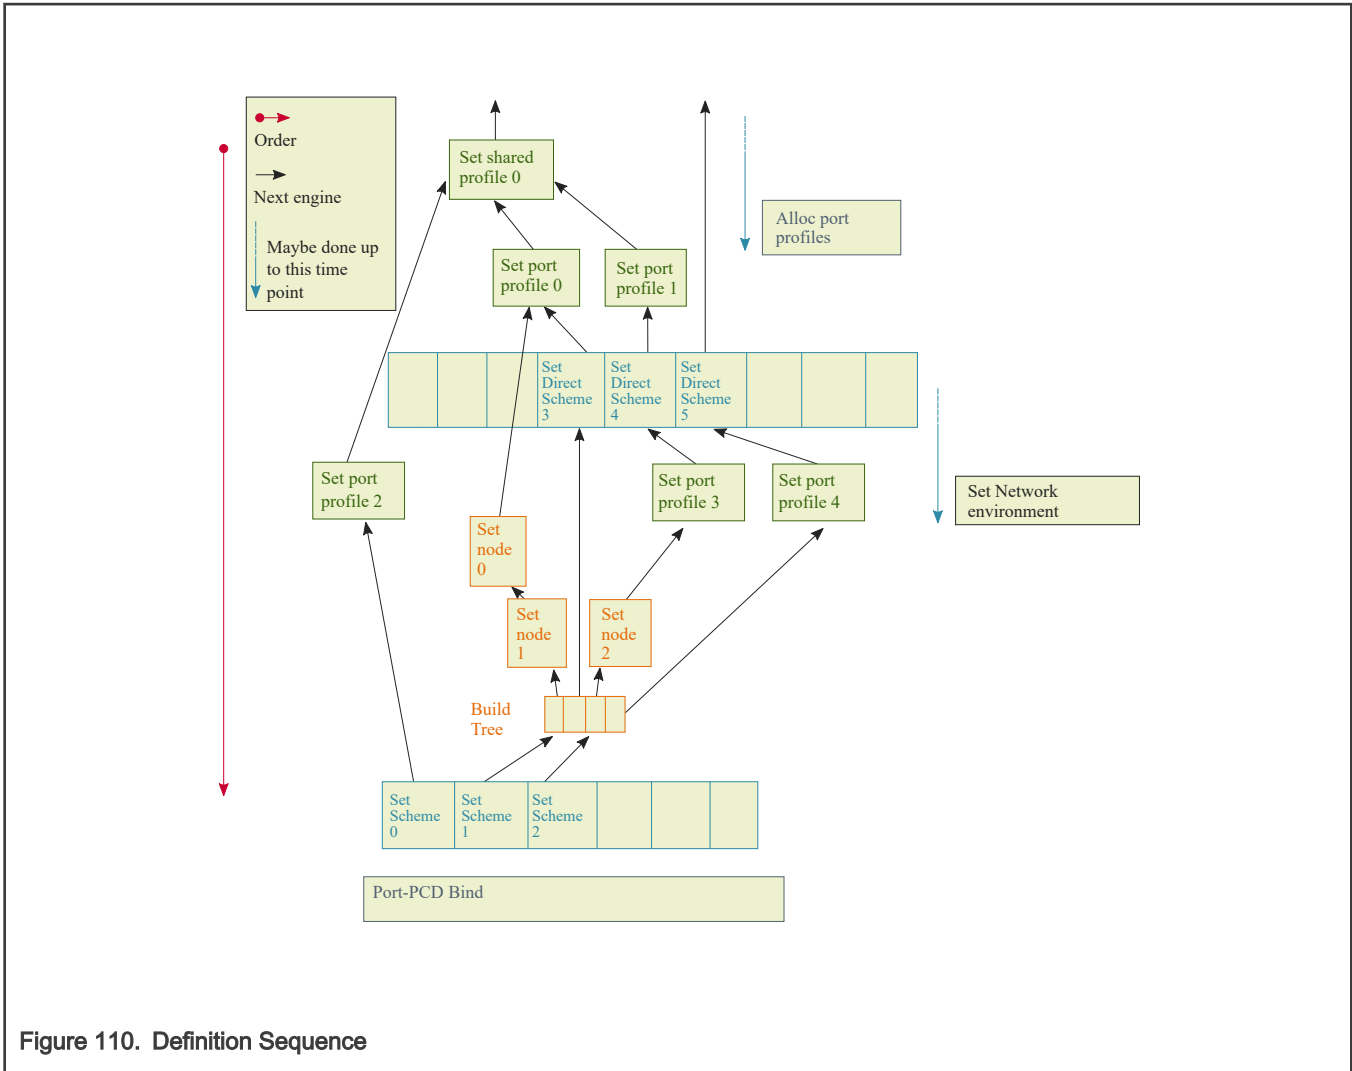 Order
Next engine
Maybe done up
to this time
point
Set shared
profile 0
Alloc port
profiles
Set port
profile 0
Set port
profile 1
Set
Direct
Scheme
3
Set
Direct
Scheme
4
Set
Direct
Scheme
5
Set port
profile 2
Set port
profile 3
Set port
profile 4
Set Network
environment
Set
node
0
Set
node
1
Set
node
2
Build
Tree
Set
Scheme
0
Set
Scheme
1
Set
Scheme
2
Port-PCD Bind
Figure 110. Definition Sequence